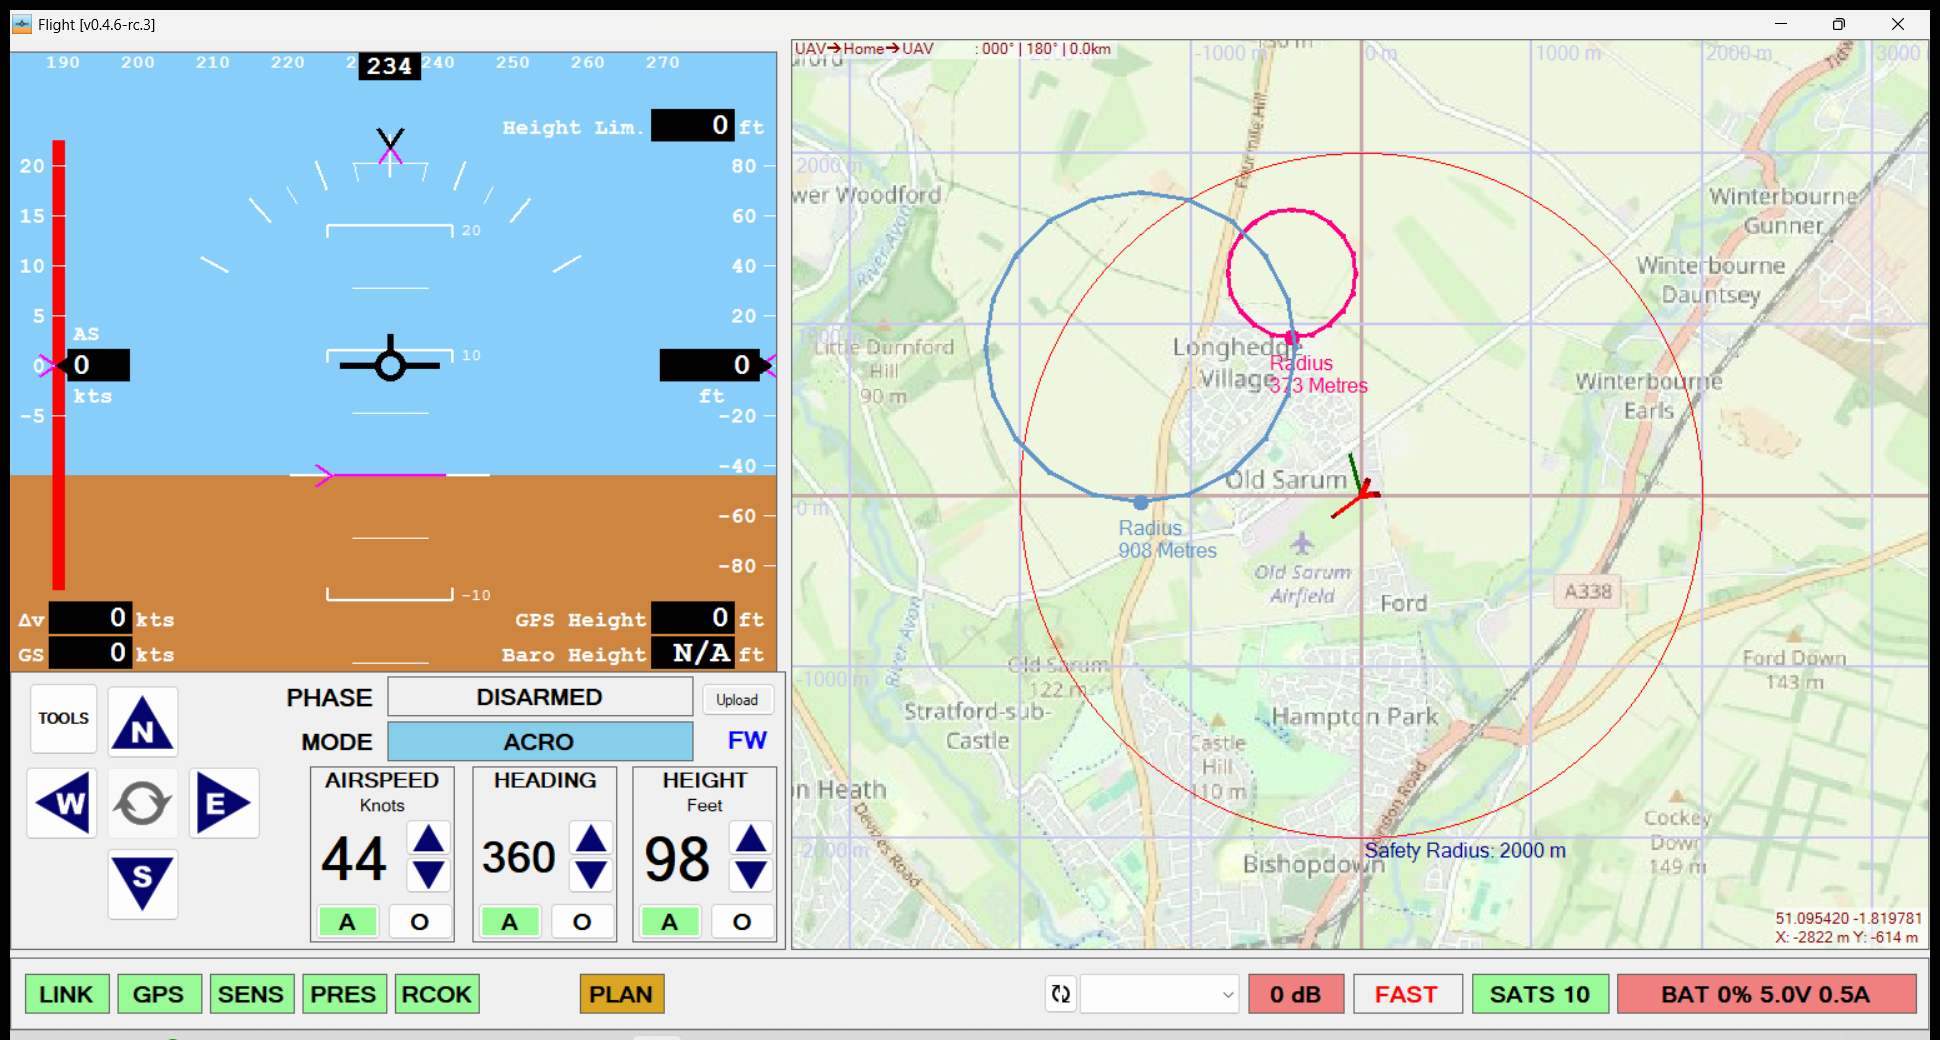 Flight [v0.4.6-rc.3]
190 200 210 220 234 240 250 260 270
Height Lim. 0 ft
20
15
10
5
0
-5
AS
0
kts
20
10
-10
80
60
40
20
0
ft
-20
-40
-60
-80
Δv 0 kts
GS 0 kts
GPS Height 0 ft
Baro Height N/A ft
TOOLS
N
W
E
S
PHASE DISARMED Upload
MODE ACRO FW
AIRSPEED
Knots
44
A O
HEADING
360
A O
HEIGHT
Feet
98
A O
UAV→Home→UAV : 000° | 180° | 0.0km
-1000 m 0 m 1000 m 2000 m 3000
2000 m
1000 m
0 m
-1000 m
-2000 m
Four mile Hill
River Avon
Winterbourne
Gunner
Winterbourne
Dauntsey
Winterbourne
Earls
Little Durnford
Hill
90 m
Longhedge
Village
Radius
373 Metres
Old Sarum
Radius
908 Metres
Old Sarum
Airfield
Ford
A338
River Avon
Old Sarum
122 m
Ford Down
143 m
Stratford-sub-
Castle
Hampton Park
Castle
Hill
110 m
Devizes Road
Cockey
Down
149 m
Bishopdown
Safety Radius: 2000 m
51.095420 -1.819781
X: -2822 m Y: -614 m
LINK GPS SENS PRES RCOK PLAN 0 dB FAST SATS 10 BAT 0% 5.0V 0.5A